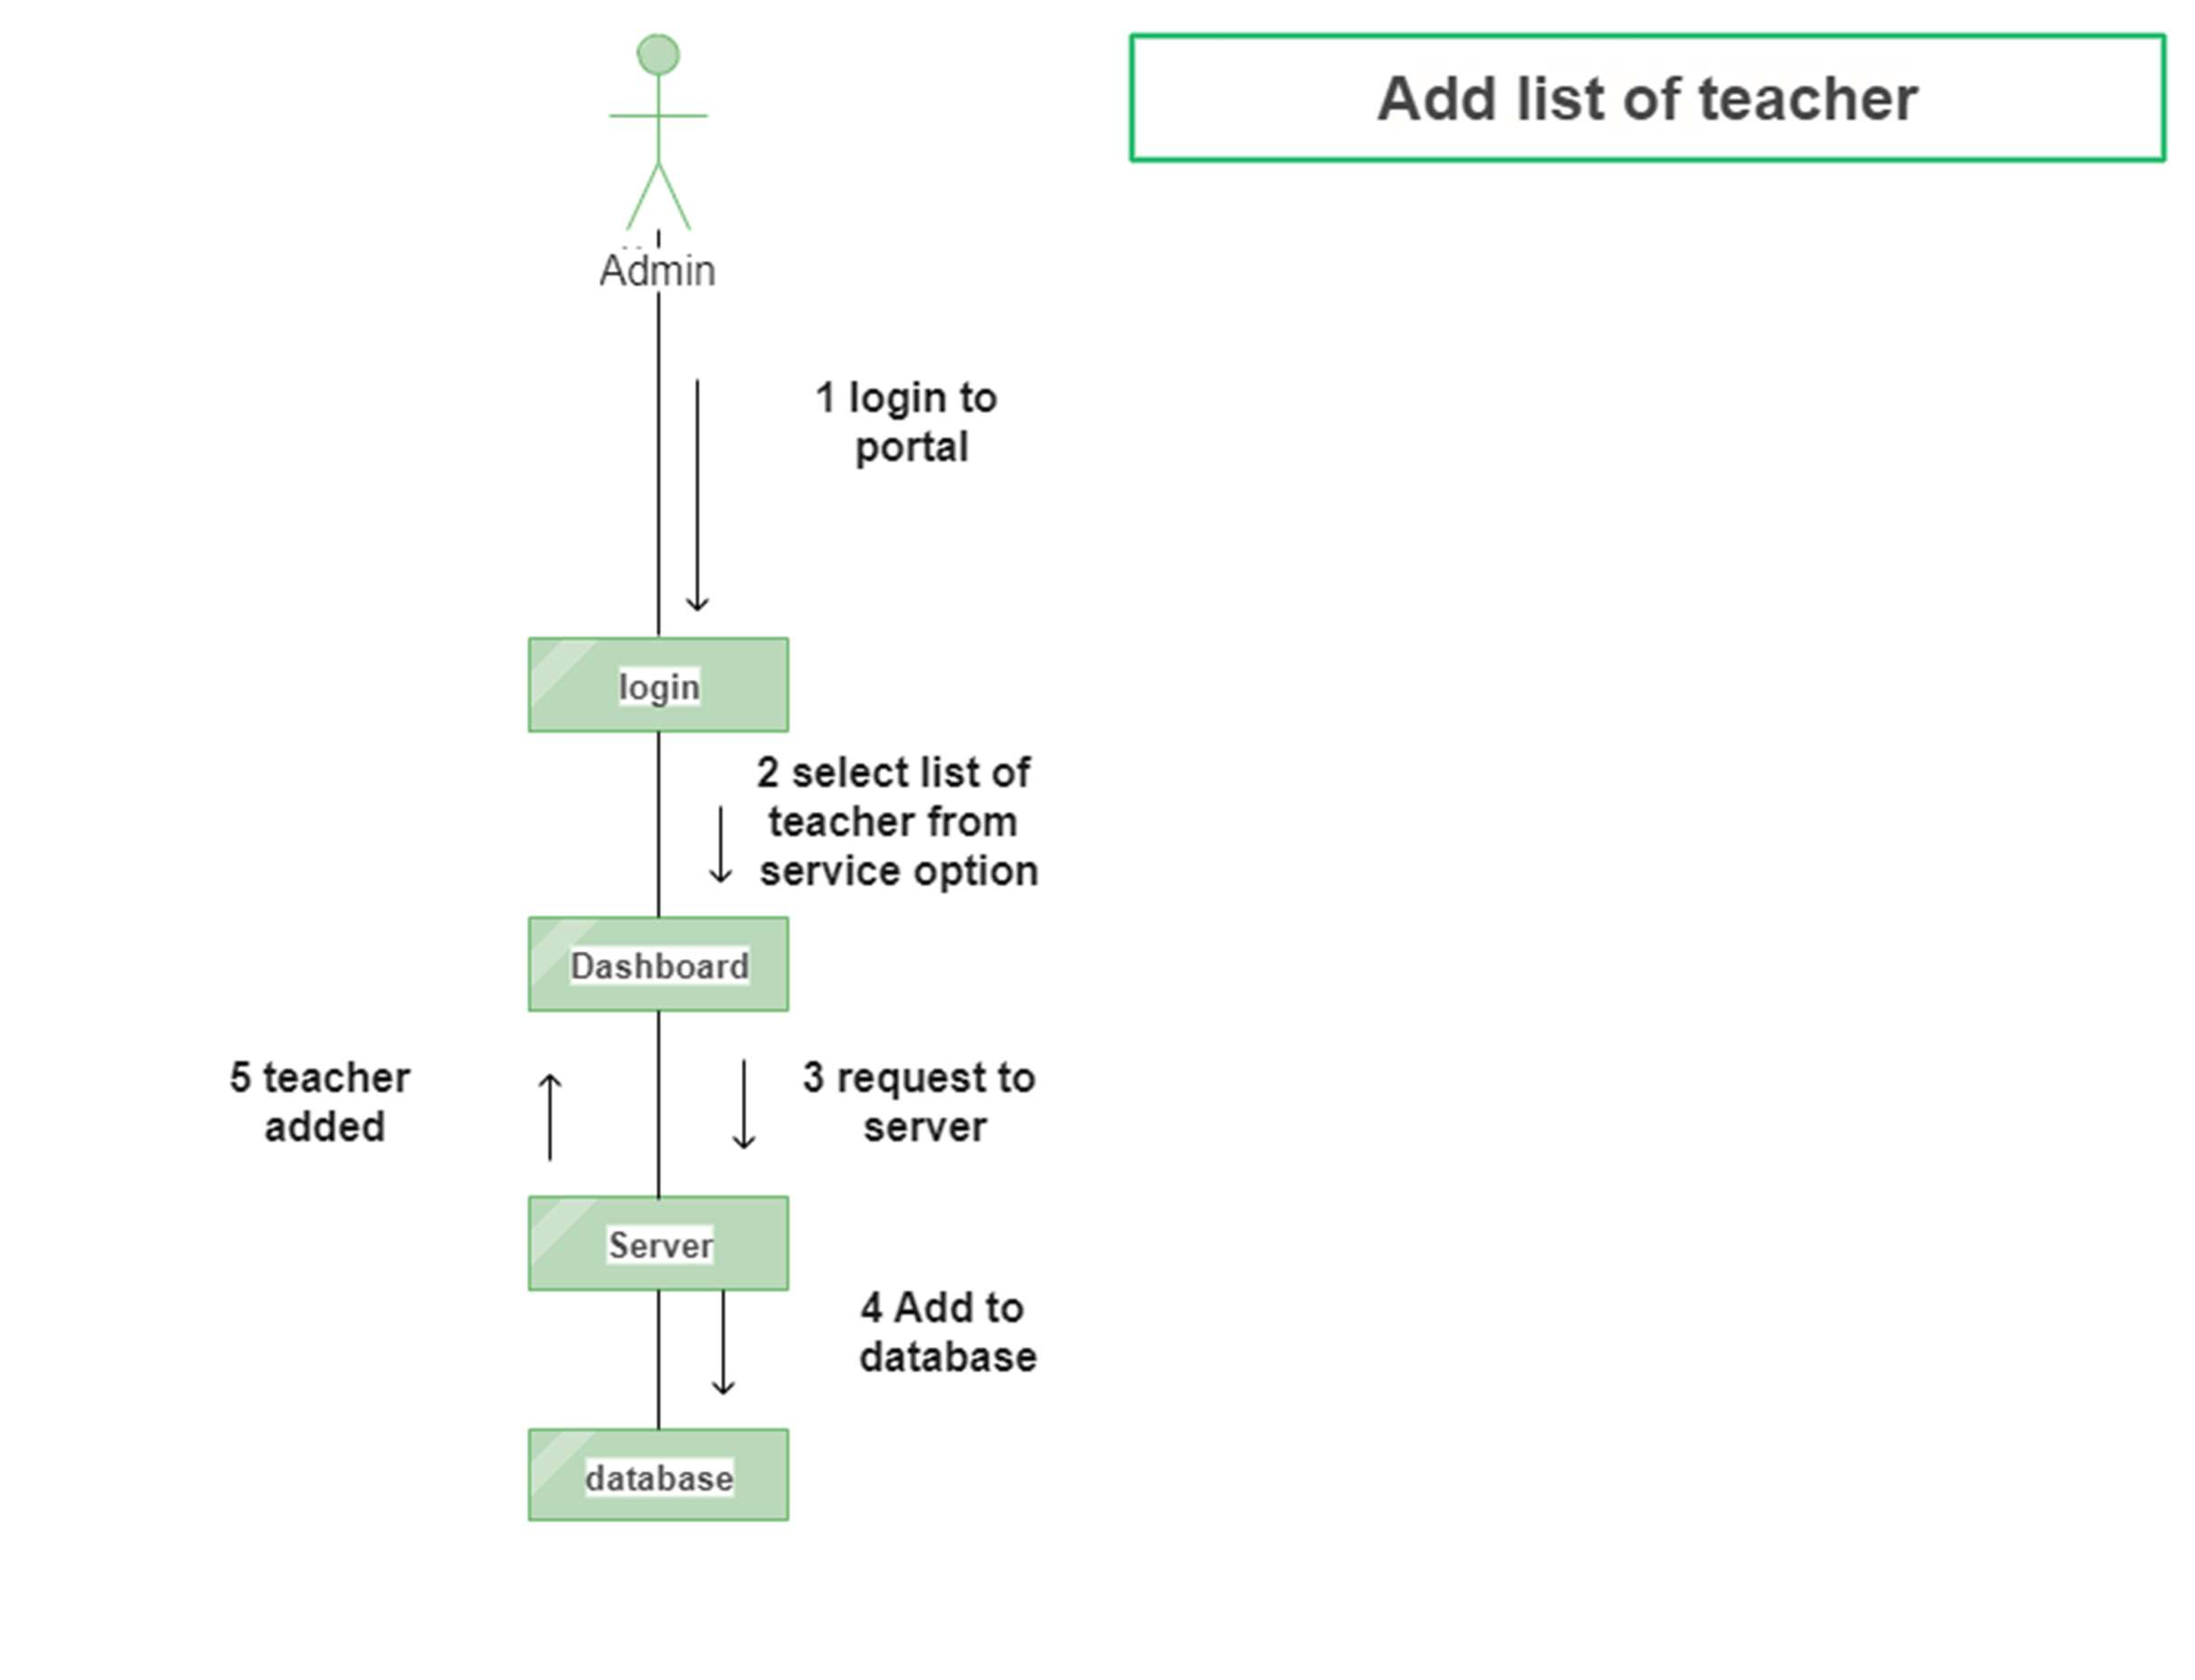 Add list of teacher
Admin
1 login to
portal
login
2 select list of
teacher from
service option
Dashboard
5 teacher
added
3 request to
server
Server
4 Add to
database
database